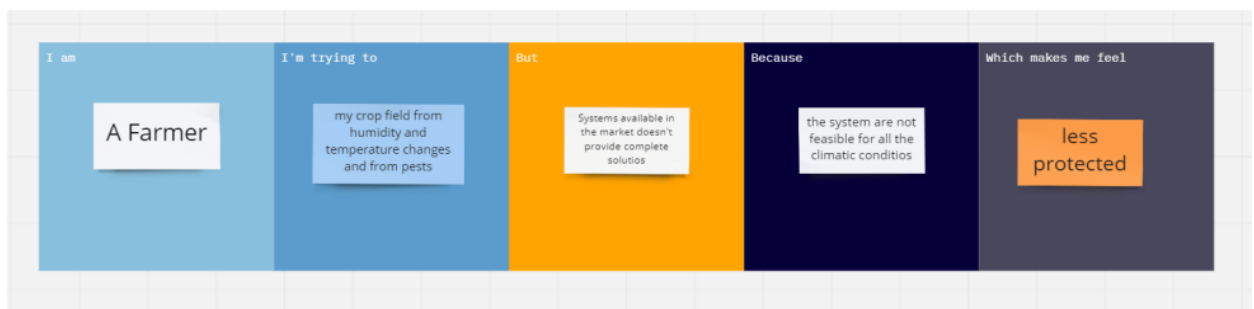 I am
A Farmer
I'm trying to
my crop field from
humidity and
temperature changes
and from pests
But
Systems available in
the market doesn't
provide complete
solutios
Because
the system are not
feasible for all the
climatic conditios
Which makes me feel
less
protected